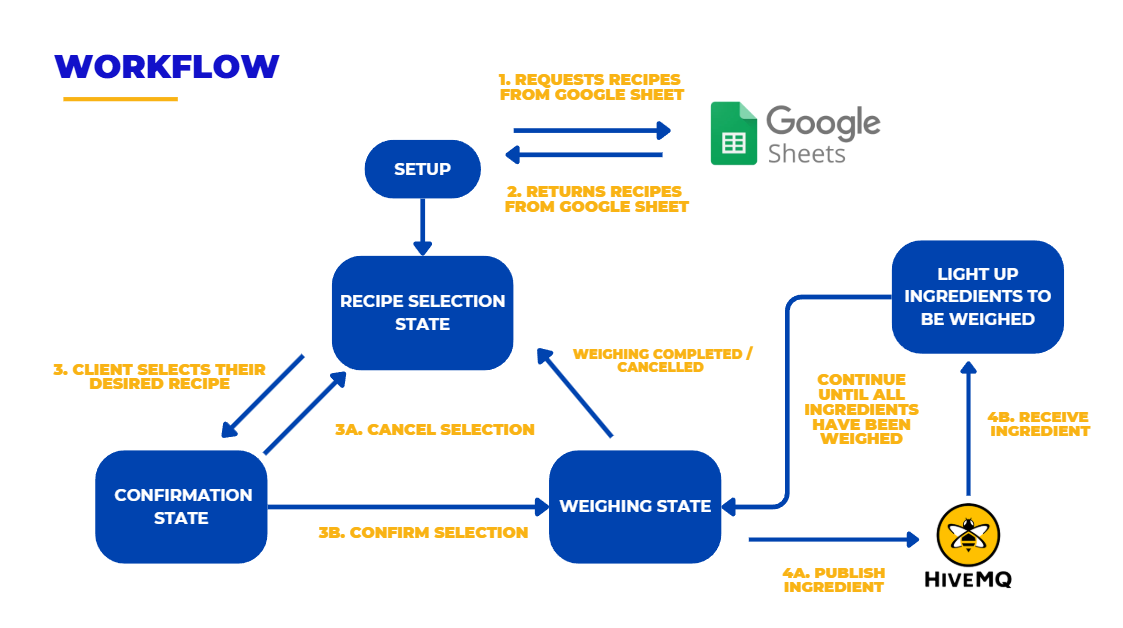 WORKFLOW
1. REQUESTS RECIPES
FROM GOOGLE SHEET
Google
Sheets
SETUP
2. RETURNS RECIPES
FROM GOOGLE SHEET
RECIPE SELECTION
STATE
LIGHT UP
INGREDIENTS TO
BE WEIGHED
3. CLIENT SELECTS THEIR
DESIRED RECIPE
WEIGHING COMPLETED /
CANCELLED
CONTINUE
UNTIL ALL
INGREDIENTS
HAVE BEEN
WEIGHED
4B. RECEIVE
INGREDIENT
3A. CANCEL SELECTION
CONFIRMATION
STATE
WEIGHING STATE
3B. CONFIRM SELECTION
4A. PUBLISH
INGREDIENT
HIVEMQ